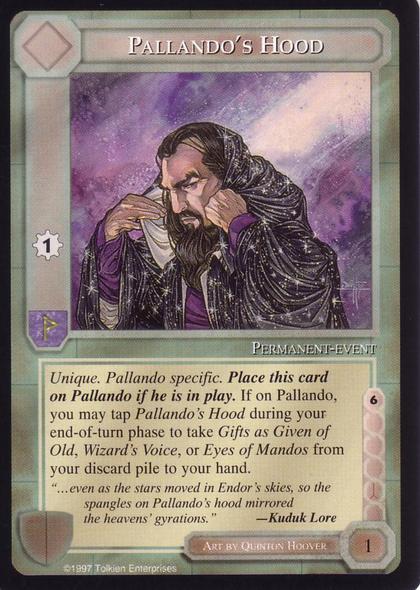 PALLANDO'S HOOD
1
PERMANENT-EVENT
Unique. Pallando specific. Place this card
on Pallando if he is in play. If on Pallando,
you may tap Pallando's Hood during your
end-of-turn phase to take Gifts as Given of
Old, Wizard's Voice, or Eyes of Mandos from
your discard pile to your hand.
6
"...even as the stars moved in Endor's skies, so the
spangles on Pallando's hood mirrored
the heavens' gyrations." —Kuduk Lore
ART BY QUINTON HOOVER
1
©1997 Tolkien Enterprises